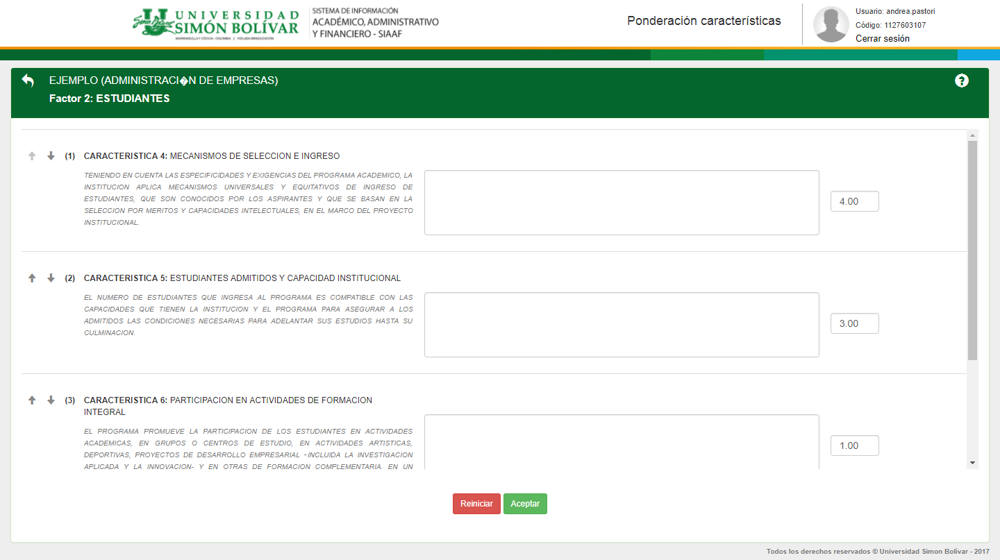 UNIVERSIDAD
SIMÓN BOLÍVAR
BARRANQUILLA Y CÚCUTA - COLOMBIA | VIGILADA MINEDUCACIÓN
SISTEMA DE INFORMACIÓN
ACADÉMICO, ADMINISTRATIVO
Y FINANCIERO - SIAAF
Ponderación características
Usuario: andrea.pastori
Código: 1127603107
Cerrar sesión
EJEMPLO (ADMINISTRACI�N DE EMPRESAS)
?
Factor 2: ESTUDIANTES
(1) CARACTERISTICA 4: MECANISMOS DE SELECCION E INGRESO
TENIENDO EN CUENTA LAS ESPECIFICIDADES Y EXIGENCIAS DEL PROGRAMA ACADEMICO, LA
INSTITUCION APLICA MECANISMOS UNIVERSALES Y EQUITATIVOS DE INGRESO DE
ESTUDIANTES, QUE SON CONOCIDOS POR LOS ASPIRANTES Y QUE SE BASAN EN LA
SELECCION POR MERITOS Y CAPACIDADES INTELECTUALES, EN EL MARCO DEL PROYECTO
INSTITUCIONAL.
4.00
(2) CARACTERISTICA 5: ESTUDIANTES ADMITIDOS Y CAPACIDAD INSTITUCIONAL
EL NUMERO DE ESTUDIANTES QUE INGRESA AL PROGRAMA ES COMPATIBLE CON LAS
CAPACIDADES QUE TIENEN LA INSTITUCION Y EL PROGRAMA PARA ASEGURAR A LOS
ADMITIDOS LAS CONDICIONES NECESARIAS PARA ADELANTAR SUS ESTUDIOS HASTA SU
CULMINACION.
3.00
(3) CARACTERISTICA 6: PARTICIPACION EN ACTIVIDADES DE FORMACION
INTEGRAL
EL PROGRAMA PROMUEVE LA PARTICIPACION DE LOS ESTUDIANTES EN ACTIVIDADES
ACADEMICAS, EN GRUPOS O CENTROS DE ESTUDIO, EN ACTIVIDADES ARTISTICAS,
DEPORTIVAS, PROYECTOS DE DESARROLLO EMPRESARIAL -INCLUIDA LA INVESTIGACION
APLICADA Y LA INNOVACION- Y EN OTRAS DE FORMACION COMPLEMENTARIA, EN UN
1.00
Reiniciar
Aceptar
Todos los derechos reservados © Universidad Simon Bolívar - 2017